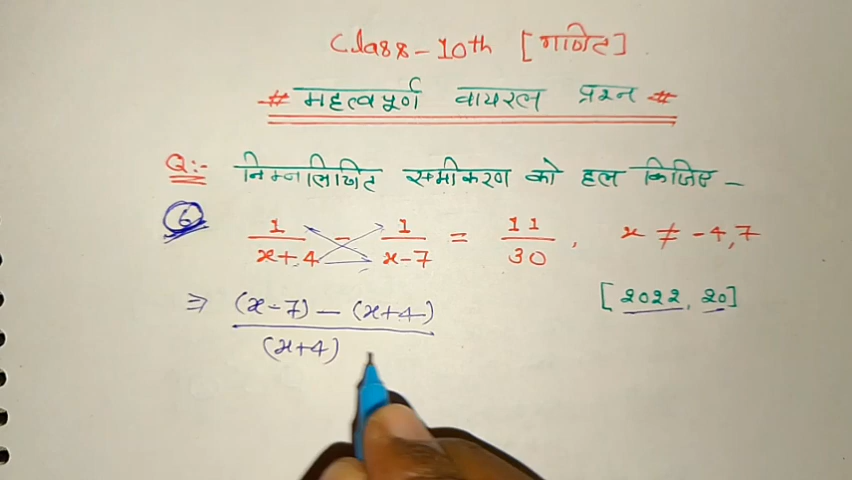 Class-10th [गणित]
# महत्वपूर्ण वायरल प्रश्न #
Q:- निम्नलिखित समीकरण को हल किजिए -
6 1/(x+4) - 1/(x-7) = 11/30, x ≠ -4,7
⇒ (x-7) - (x+4) / (x+4)
[2022, 20]